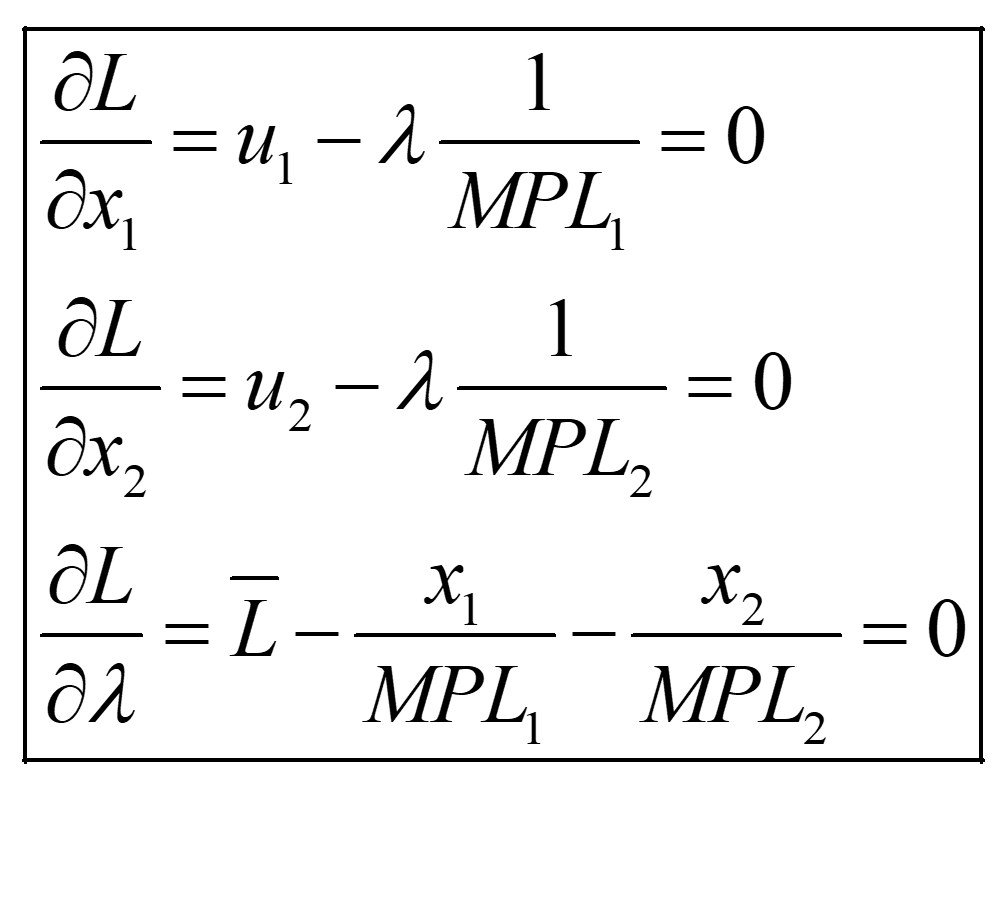 ∂L/∂x₁ = u₁ − λ 1/MPL₁ = 0
∂L/∂x₂ = u₂ − λ 1/MPL₂ = 0
∂L/∂λ = L̅ − x₁/MPL₁ − x₂/MPL₂ = 0